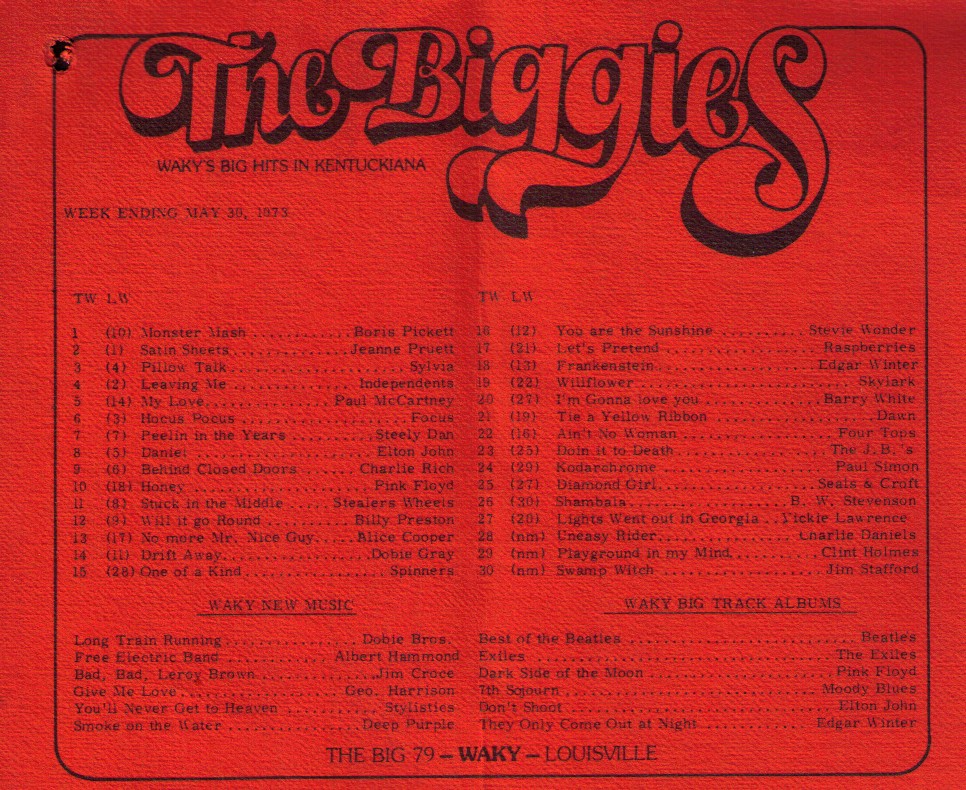 The Biggies
WAKY'S BIG HITS IN KENTUCKIANA
WEEK ENDING MAY 30, 1973
TW LW
1 (10) Monster Mash ........... Boris Pickett
2 (1) Satin Sheets ............ Jeanne Pruett
3 (4) Pillow Talk .................... Sylvia
4 (2) Leaving Me .............. Independents
5 (14) My Love .............. Paul McCartney
6 (3) Hocus Pocus .................... Focus
7 (7) Peelin in the Years ......... Steely Dan
8 (5) Daniel .................... Elton John
9 (6) Behind Closed Doors ...... Charlie Rich
10 (18) Honey .................... Pink Floyd
11 (8) Stuck in the Middle ..... Stealers Wheels
12 (9) Will it go Round ......... Billy Preston
13 (17) No more Mr. Nice Guy ..... Alice Cooper
14 (11) Drift Away ............... Dobie Gray
15 (28) One of a Kind ............... Spinners
TW LW
16 (12) You are the Sunshine .......... Stevie Wonder
17 (21) Let's Pretend ................. Raspberries
18 (13) Frankenstein .................. Edgar Winter
19 (22) Willflower ........................ Skylark
20 (27) I'm Gonna love you ............. Barry White
21 (19) Tie a Yellow Ribbon ................ Dawn
22 (16) Ain't No Woman ................. Four Tops
23 (25) Doin it to Death ................ The J.B.'s
24 (29) Kodarchrome ................... Paul Simon
25 (27) Diamond Girl .............. Seals & Croft
26 (30) Shambala ................ B. W. Stevenson
27 (20) Lights Went out in Georgia .. Vickie Lawrence
28 (nm) Uneasy Rider .............. Charlie Daniels
29 (nm) Playground in my Mind ......... Clint Holmes
30 (nm) Swamp Witch ................. Jim Stafford
WAKY NEW MUSIC
Long Train Running .............. Dobie Bros.
Free Electric Band ........... Albert Hammond
Bad, Bad, Leroy Brown ............ Jim Croce
Give Me Love ................ Geo. Harrison
You'll Never Get to Heaven ........... Stylistics
Smoke on the Water ............. Deep Purple
WAKY BIG TRACK ALBUMS
Best of the Beatles ....................... Beatles
Exiles ................................ The Exiles
Dark Side of the Moon ................. Pink Floyd
7th Sojourn .......................... Moody Blues
Don't Shoot ........................... Elton John
They Only Come Out at Night ........... Edgar Winter
THE BIG 79 – WAKY – LOUISVILLE